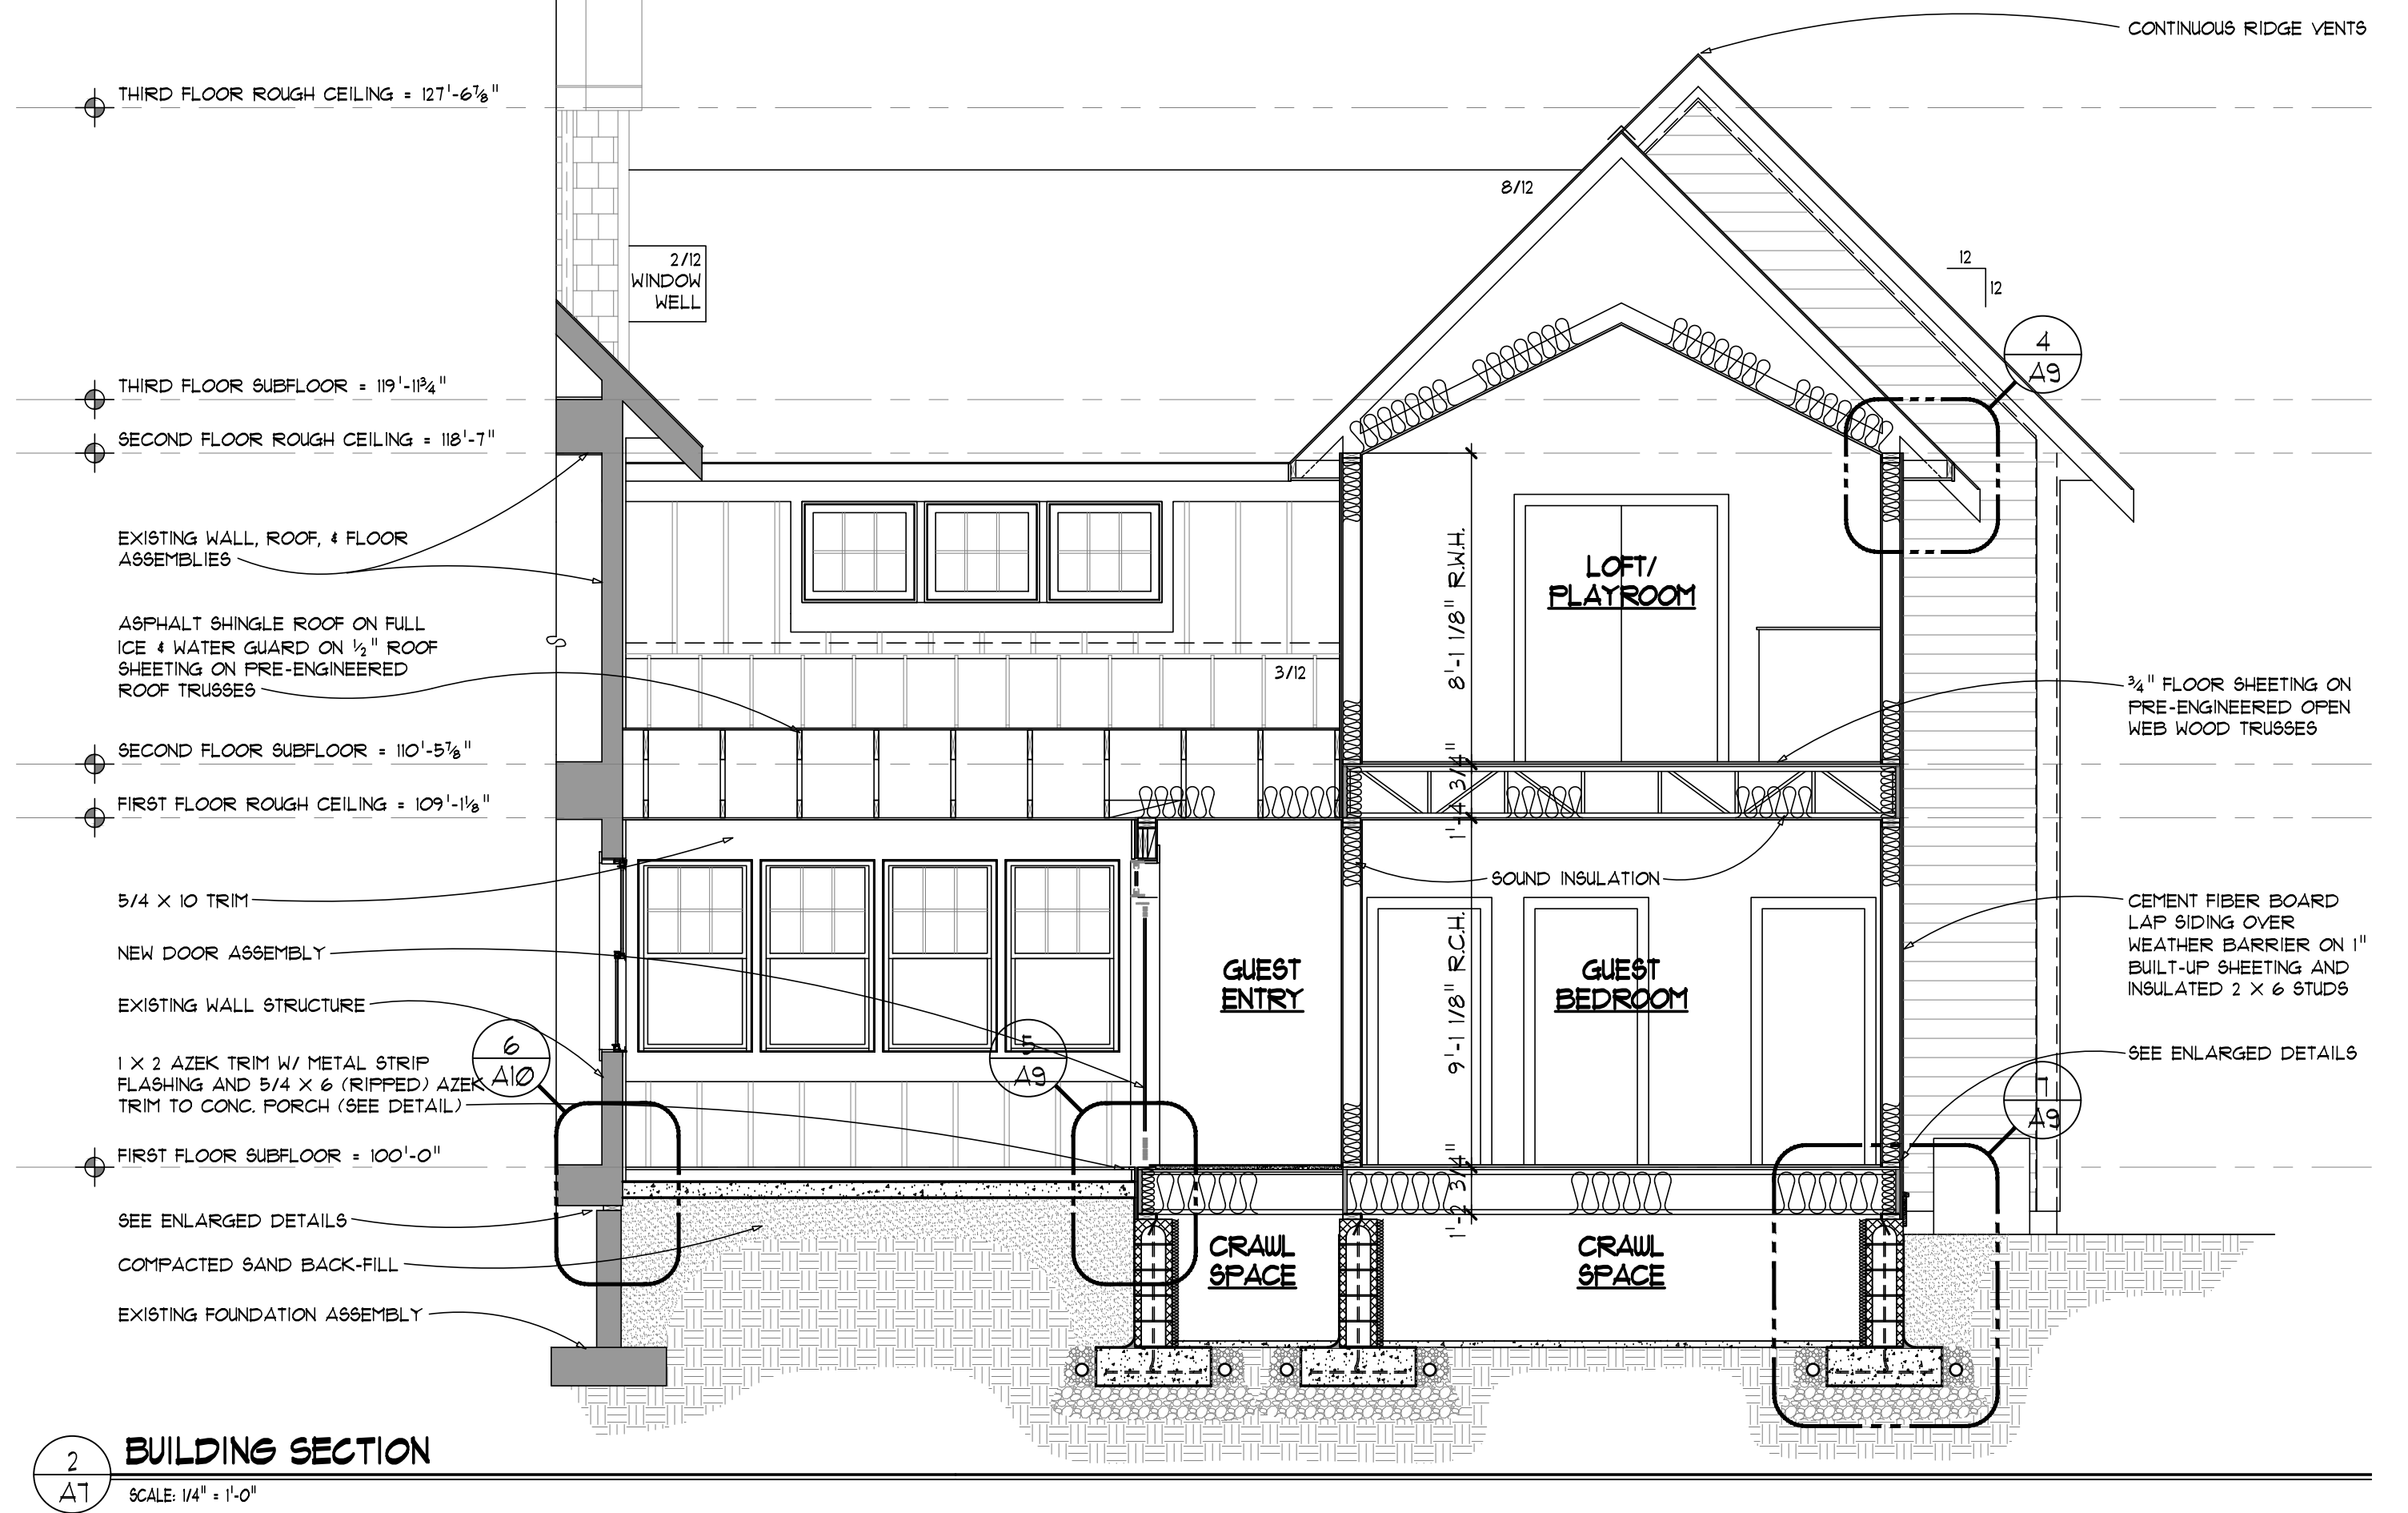 CONTINUOUS RIDGE VENTS
THIRD FLOOR ROUGH CEILING = 127'-6⅞"
8/12
2/12
WINDOW
WELL
12
12
4
A9
THIRD FLOOR SUBFLOOR = 119'-11¾"
SECOND FLOOR ROUGH CEILING = 118'-7"
EXISTING WALL, ROOF, & FLOOR
ASSEMBLIES
8'-1 1/8" R.W.H.
LOFT/
PLAYROOM
ASPHALT SHINGLE ROOF ON FULL
ICE & WATER GUARD ON ½" ROOF
SHEETING ON PRE-ENGINEERED
ROOF TRUSSES
3/12
¾" FLOOR SHEETING ON
PRE-ENGINEERED OPEN
WEB WOOD TRUSSES
SECOND FLOOR SUBFLOOR = 110'-5⅞"
1'-4 3/4"
FIRST FLOOR ROUGH CEILING = 109'-1⅛"
SOUND INSULATION
5/4 X 10 TRIM
CEMENT FIBER BOARD
LAP SIDING OVER
WEATHER BARRIER ON 1"
BUILT-UP SHEETING AND
INSULATED 2 X 6 STUDS
NEW DOOR ASSEMBLY
GUEST
ENTRY
9'-1 1/8" R.C.H.
GUEST
BEDROOM
EXISTING WALL STRUCTURE
6
A10
5
A9
SEE ENLARGED DETAILS
1 X 2 AZEK TRIM W/ METAL STRIP
FLASHING AND 5/4 X 6 (RIPPED) AZEK
TRIM TO CONC. PORCH (SEE DETAIL)
A9
FIRST FLOOR SUBFLOOR = 100'-0"
1'-2 3/4"
SEE ENLARGED DETAILS
COMPACTED SAND BACK-FILL
CRAWL
SPACE
CRAWL
SPACE
EXISTING FOUNDATION ASSEMBLY
2
A7
BUILDING SECTION
SCALE: 1/4" = 1'-0"